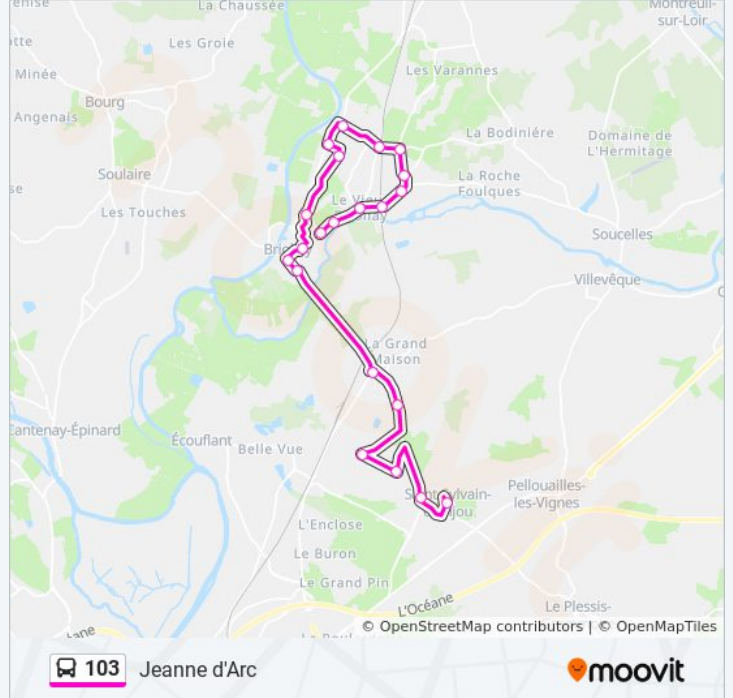 La Chaussée
Montreuil-
sur-Loir
Les Grole
Les Varannes
Minée
Bourg
Angenais
La Bodinière
Domaine de
L'Hermitage
Soulaire
La Roche
Foulques
Les Touches
Le
Soucelles
Villevêque
La Grand
Maison
Cantenay-Épinard
Écouflant
Belle Vue
Pellouailles-
les-Vignes
L'Enclose
Le Buron
Le Grand Pin
L'Océane
Le Plessis-
© OpenStreetMap contributors | © OpenMapTiles
103 Jeanne d'Arc
moovit